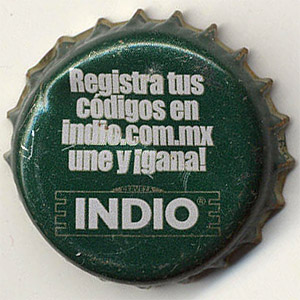 Registra tus
códigos en
indio.com.mx
une y ¡gana!
CERVEZA
INDIO®